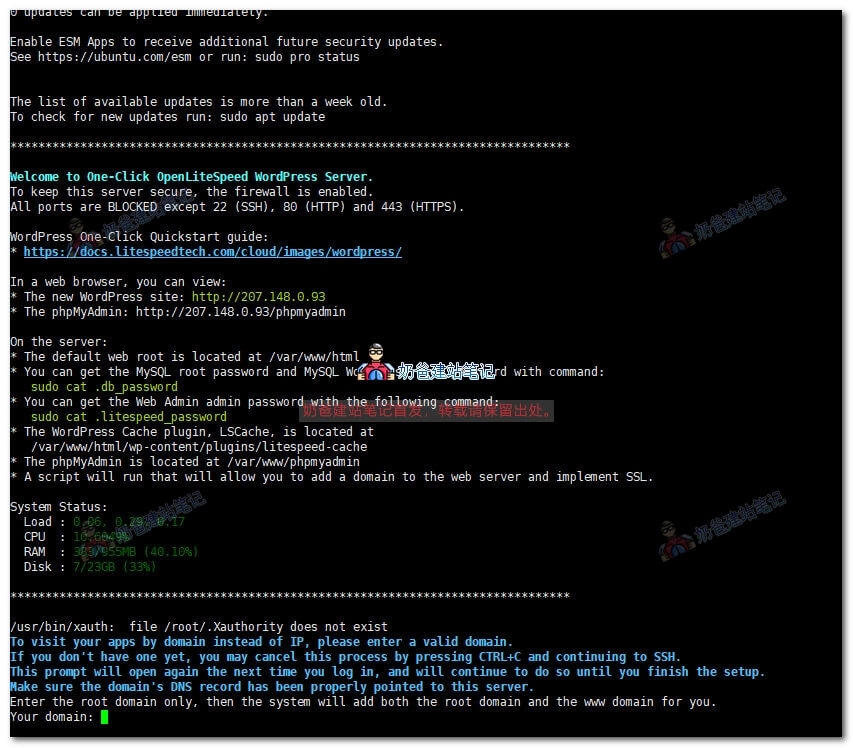 0 updates can be applied immediately.
Enable ESM Apps to receive additional future security updates.
See https://ubuntu.com/esm or run: sudo pro status
The list of available updates is more than a week old.
To check for new updates run: sudo apt update
********************************************************************************
Welcome to One-Click OpenLiteSpeed WordPress Server.
To keep this server secure, the firewall is enabled.
All ports are BLOCKED except 22 (SSH), 80 (HTTP) and 443 (HTTPS).
奶爸建站笔记
奶爸建站笔记
WordPress One-Click Quickstart guide:
* https://docs.litespeedtech.com/cloud/images/wordpress/
In a web browser, you can view:
* The new WordPress site: http://207.148.0.93
* The phpMyAdmin: http://207.148.0.93/phpmyadmin
On the server:
* The default web root is located at /var/www/html
* You can get the MySQL root password and MySQL with command:
奶爸建站笔记
sudo cat .db_password
* You can get the Web Admin admin password with the following command:
奶爸建站笔记首发，转载请保留出处。
sudo cat .litespeed_password
* The WordPress Cache plugin, LSCache, is located at
/var/www/html/wp-content/plugins/litespeed-cache
* The phpMyAdmin is located at /var/www/phpmyadmin
* A script will run that will allow you to add a domain to the web server and implement SSL.
System Status:
Load : 0.06, 0.17
CPU :
RAM : (40.10%)
Disk : 7/23GB (33%)
奶爸建站笔记
奶爸建站笔记
********************************************************************************
/usr/bin/xauth:  file /root/.Xauthority does not exist
To visit your apps by domain instead of IP, please enter a valid domain.
If you don't have one yet, you may cancel this process by pressing CTRL+C and continuing to SSH.
This prompt will open again the next time you log in, and will continue to do so until you finish the setup.
Make sure the domain's DNS record has been properly pointed to this server.
Enter the root domain only, then the system will add both the root domain and the www domain for you.
Your domain: